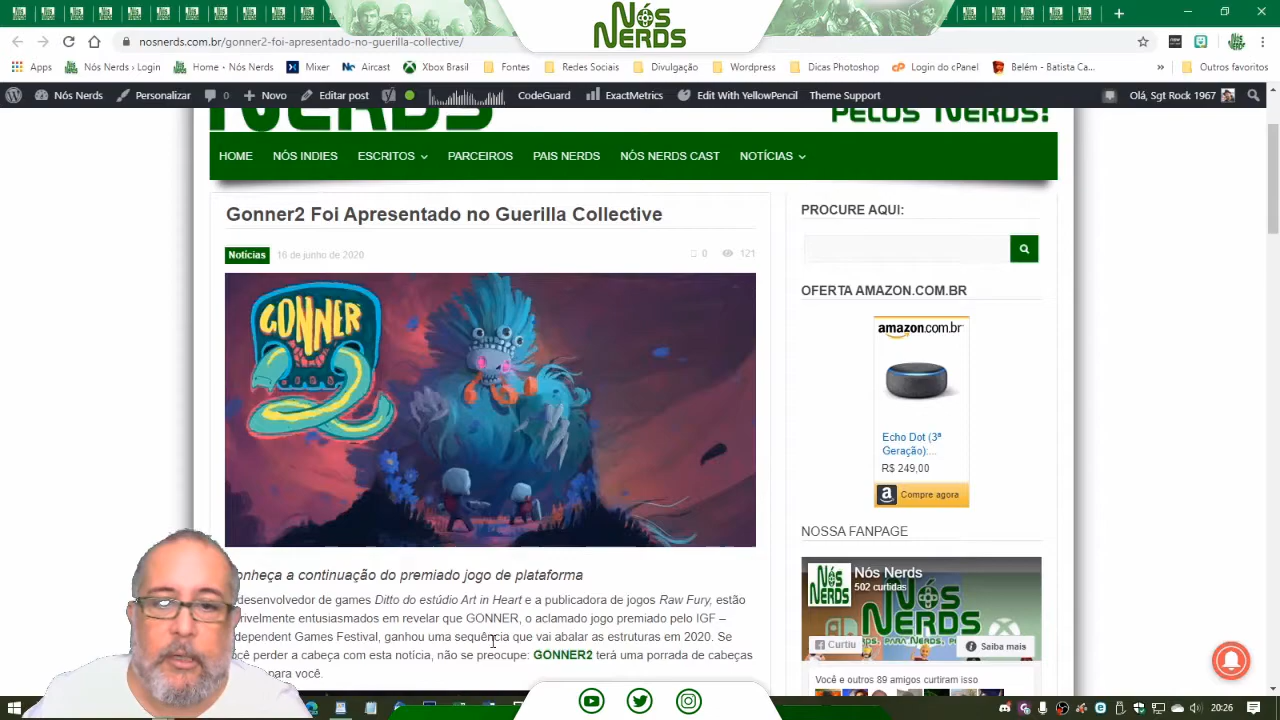 Nós
NERDS
nosnerds.com.br/gonner2-foi-apresentado-no-guerilla-collective/
Apps
Nós Nerds › Login
Home - Nós Nerds
Mixer
Aircast
Xbox Brasil
Fontes
Redes Sociais
Divulgação
Wordpress
Dicas Photoshop
Login do cPanel
Belém - Batista Ca...
»
Outros favoritos
Nós Nerds
Personalizar
0
Novo
Editar post
CodeGuard
ExactMetrics
Edit With YellowPencil
Theme Support
Olá, Sgt Rock 1967
NERDS
PELOS NERDS!
HOME
NÓS INDIES
ESCRITOS
PARCEIROS
PAIS NERDS
NÓS NERDS CAST
NOTÍCIAS
Gonner2 Foi Apresentado no Guerilla Collective
Notícias
16 de junho de 2020
0
121
GONNER
onheça a continuação do premiado jogo de plataforma
desenvolvedor de games Ditto do estúdio Art in Heart e a publicadora de jogos Raw Fury, estão
rivelmente entusiasmados em revelar que GONNER, o aclamado jogo premiado pelo IGF –
dependent Games Festival, ganhou uma sequência que vai abalar as estruturas em 2020. Se
perder a cabeça com esta notícia, não se preocupe: GONNER2 terá uma porrada de cabeças
para você.
PROCURE AQUI:
OFERTA AMAZON.COM.BR
amazon.com.br
Echo Dot (3ª
Geração):...
R$ 249,00
Compre agora
NOSSA FANPAGE
Nós Nerds
502 curtidas
Curtiu
Saiba mais
Você e outros 89 amigos curtiram isso
20:26